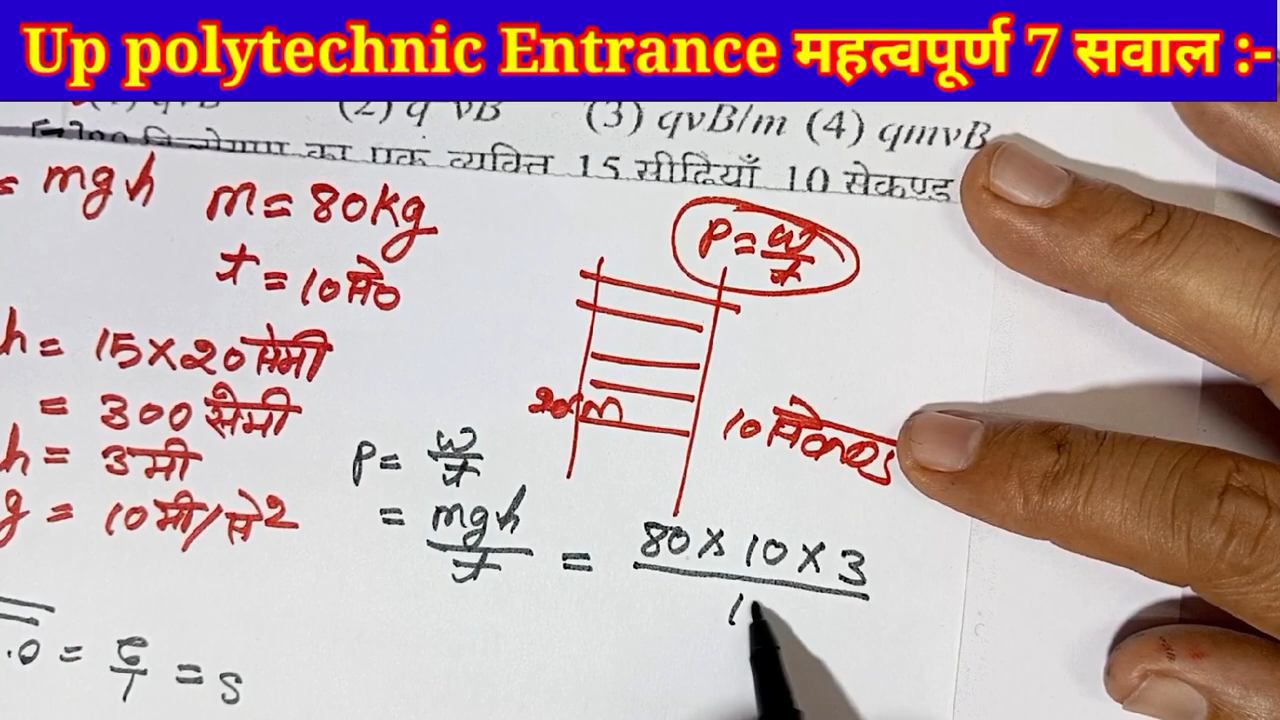 Up polytechnic Entrance महत्वपूर्ण 7 सवाल :-
(2) q vB (3) qvB/m (4) qmvB
का एक व्यक्ति 15 सीढियाँ 10 सेकण्ड
= mgh m = 80kg
t = 10 से०
P = w/t
h = 15×20 सेमी
= 300 सेमी
h = 3 मी
g = 10 मी/से²
10 सेकण्ड
P = w/t
= mgh/t = 80 × 10 × 3